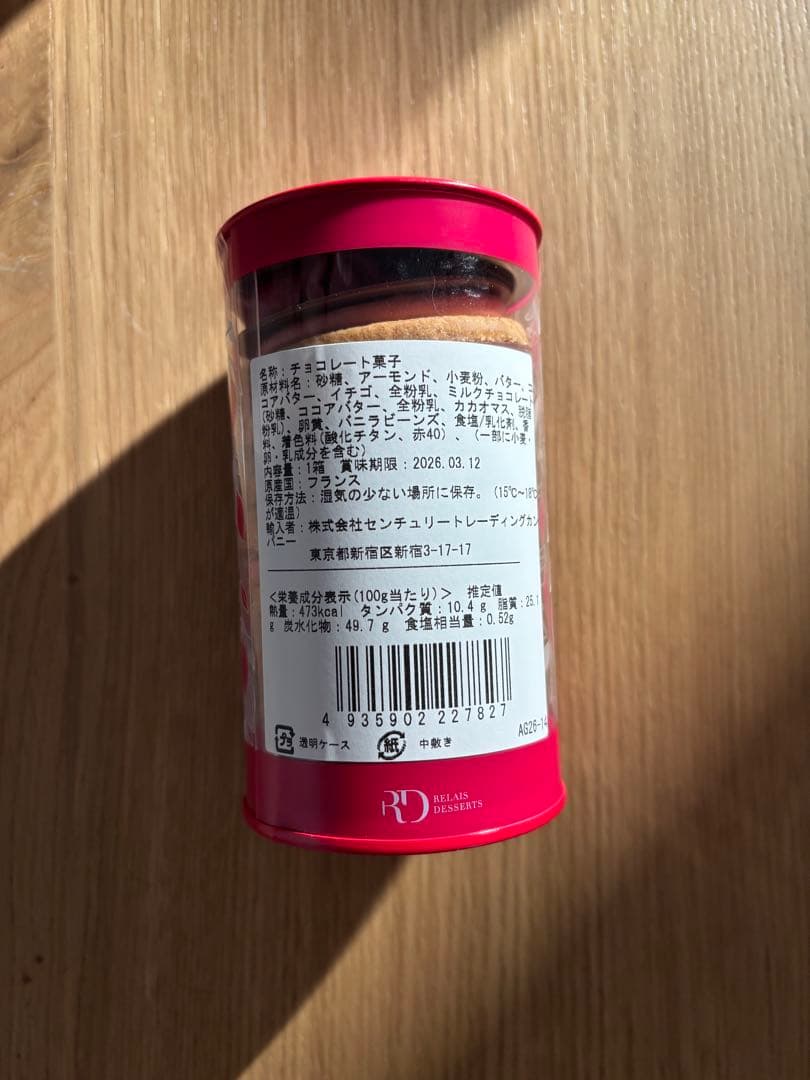 名称：チョコレート菓子
原材料名：砂糖、アーモンド、小麦粉、バター、コ
コアバター、イチゴ、全粉乳、ミルクチョコレート
(砂糖、ココアバター、全粉乳、カカオマス、脱脂
粉乳)、卵黄、バニラビーンズ、食塩/乳化剤、香
料、着色料(酸化チタン、赤40)、（一部に小麦・
卵・乳成分を含む）
内容量：1箱　賞味期限：2026.03.12
原産国：フランス
保存方法：湿気の少ない場所に保存。（15℃～18℃
が適温）
輸入者：株式会社センチュリートレーディングカン
パニー
東京都新宿区新宿3-17-17
<栄養成分表示(100g当たり)>　推定値
熱量：473kcal　タンパク質：10.4 g　脂質：25.1
g　炭水化物：49.7 g　食塩相当量：0.52g
4 935902 227827
プラ 透明ケース 紙 中敷き
AG26-14
RD RELAIS
DESSERTS